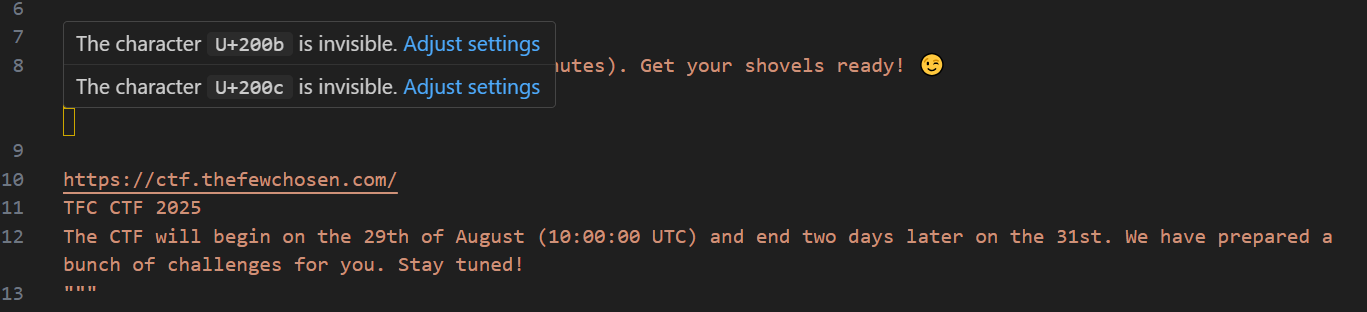 6
7
The character U+200b is invisible. Adjust settings
8 nutes). Get your shovels ready! 😉
The character U+200c is invisible. Adjust settings
9
10 https://ctf.thefewchosen.com/
11 TFC CTF 2025
12 The CTF will begin on the 29th of August (10:00:00 UTC) and end two days later on the 31st. We have prepared a
bunch of challenges for you. Stay tuned!
13 """